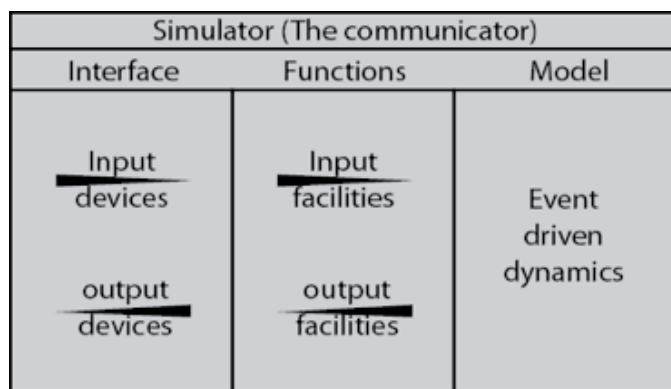 Simulator (The communicator)
Interface
Functions
Model
Input
devices
output
devices
Input
facilities
output
facilities
Event
driven
dynamics